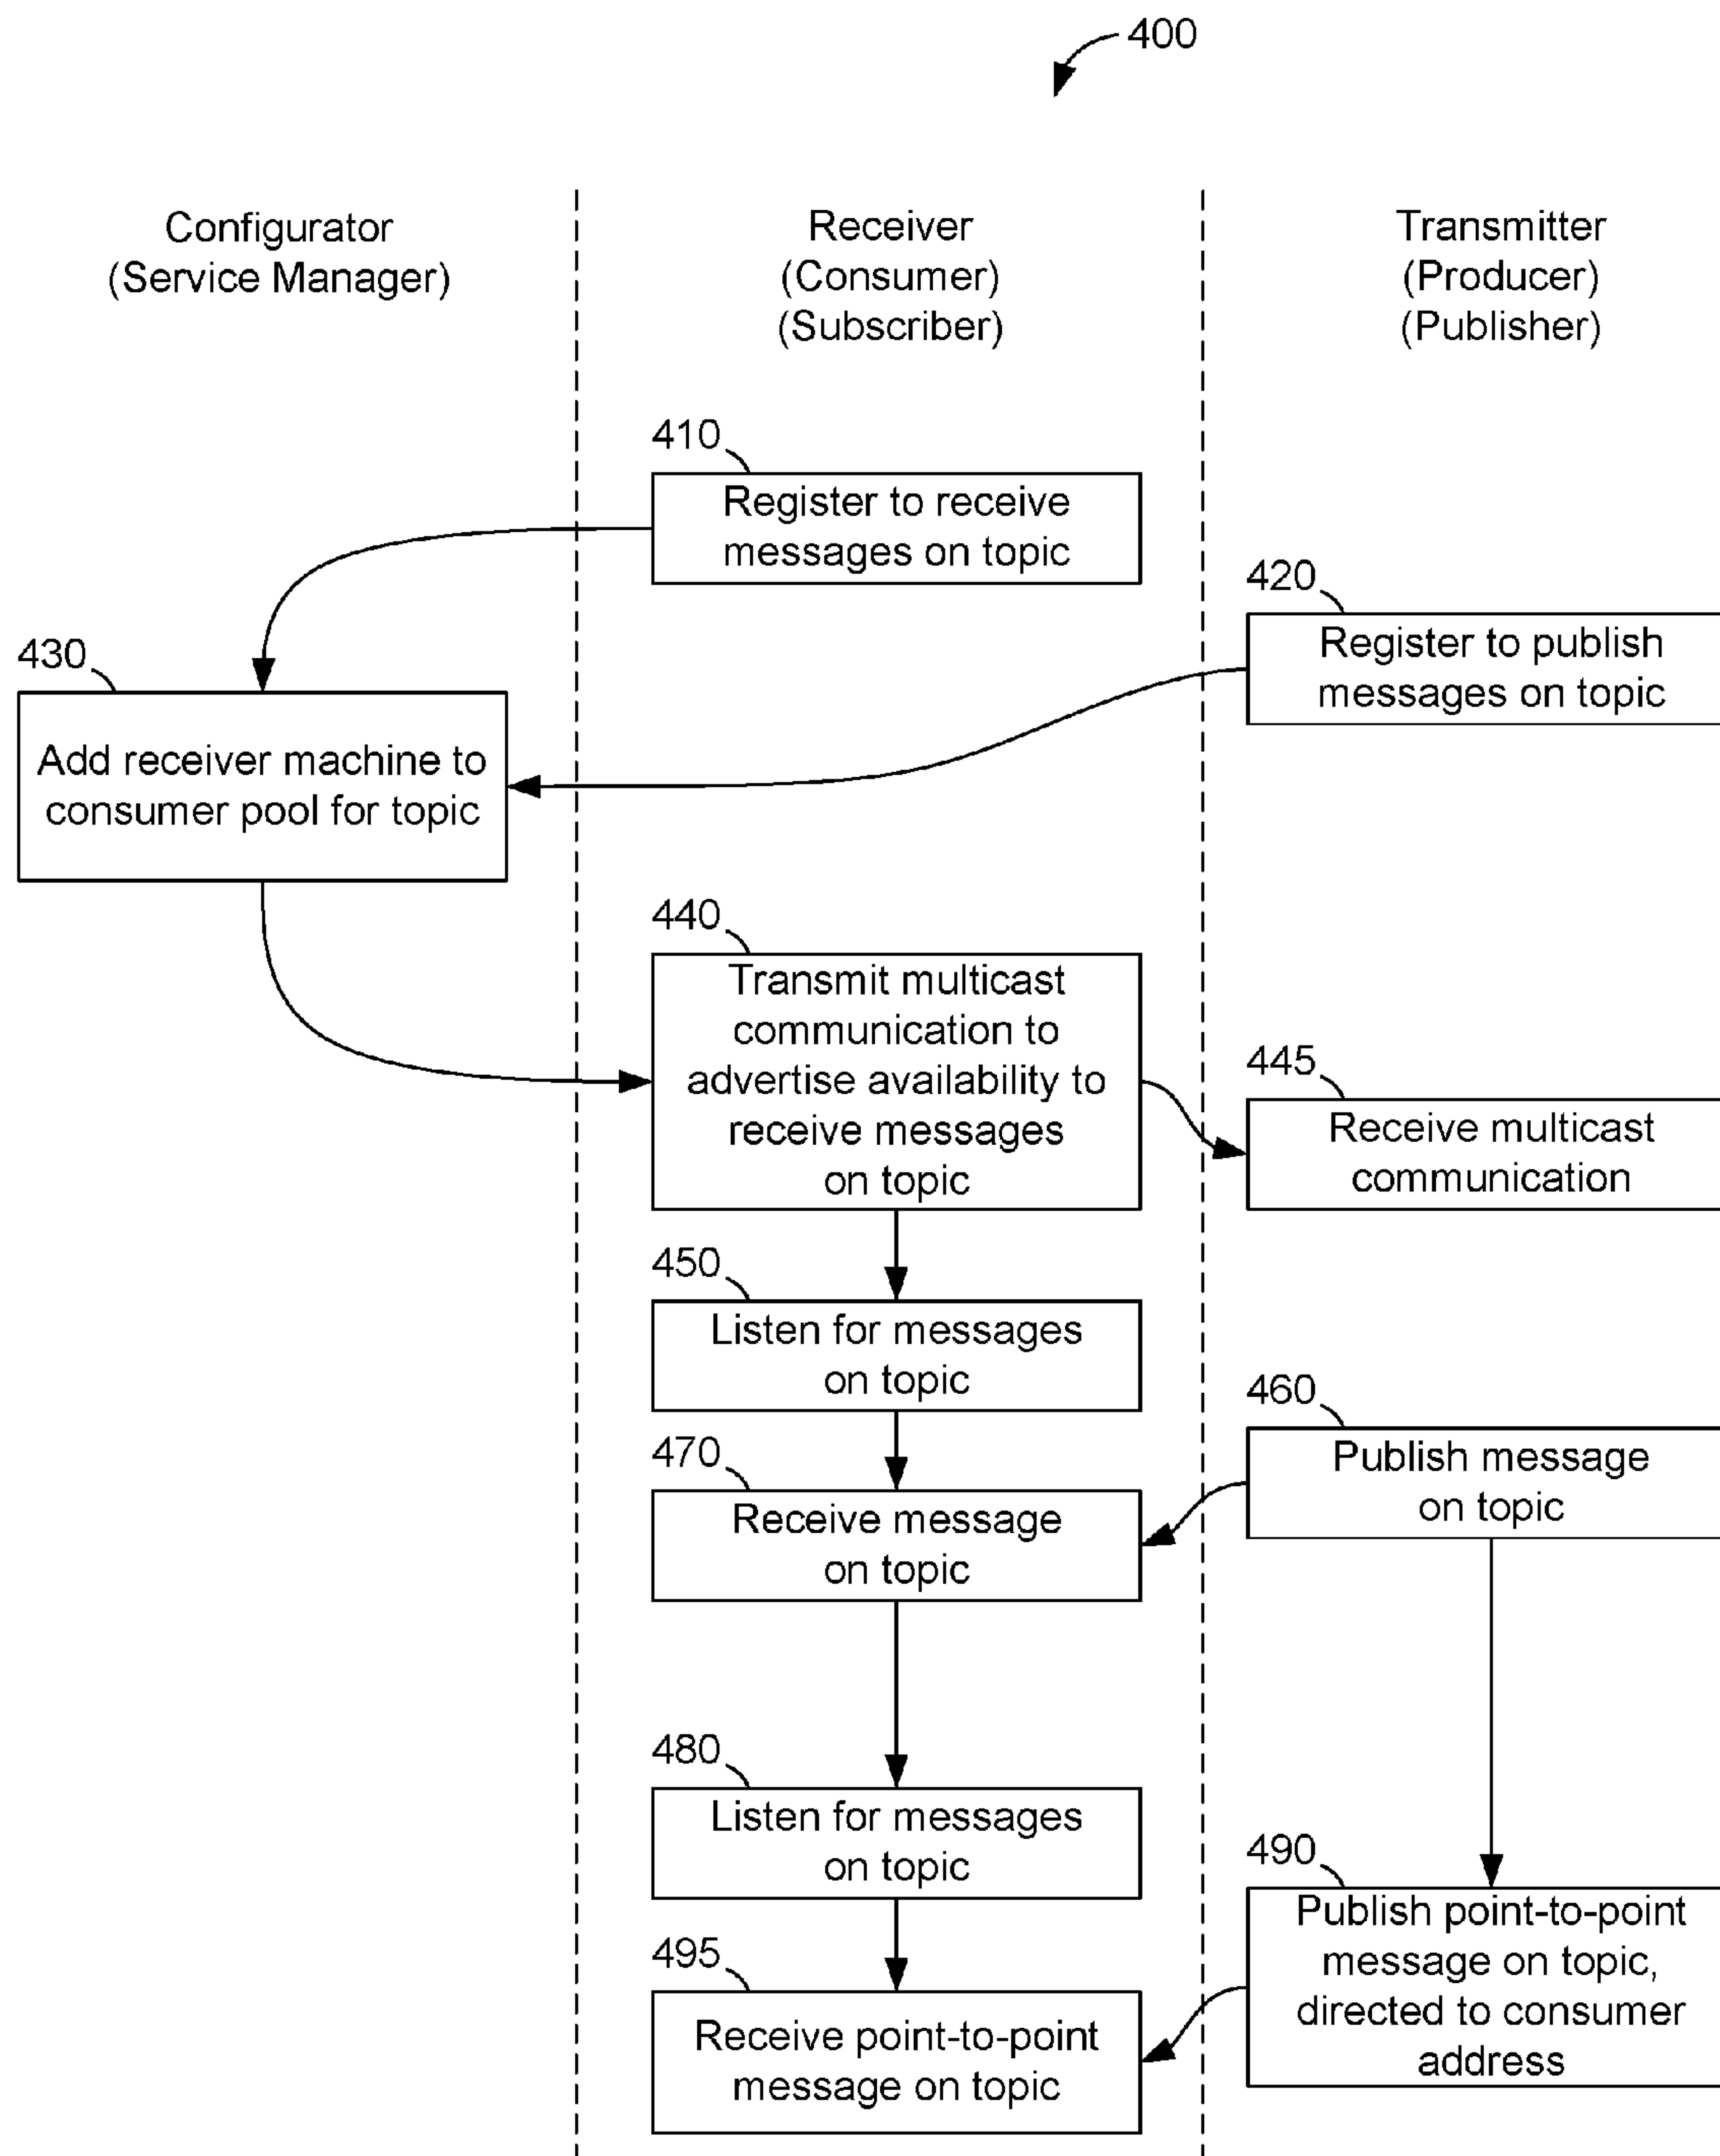 400
Configurator
(Service Manager)
Receiver
(Consumer)
(Subscriber)
Transmitter
(Producer)
(Publisher)
410
Register to receive
messages on topic
420
Register to publish
messages on topic
430
Add receiver machine to
consumer pool for topic
440
Transmit multicast
communication to
advertise availability to
receive messages
on topic
445
Receive multicast
communication
450
Listen for messages
on topic
460
Publish message
on topic
470
Receive message
on topic
480
Listen for messages
on topic
490
Publish point-to-point
message on topic,
directed to consumer
address
495
Receive point-to-point
message on topic